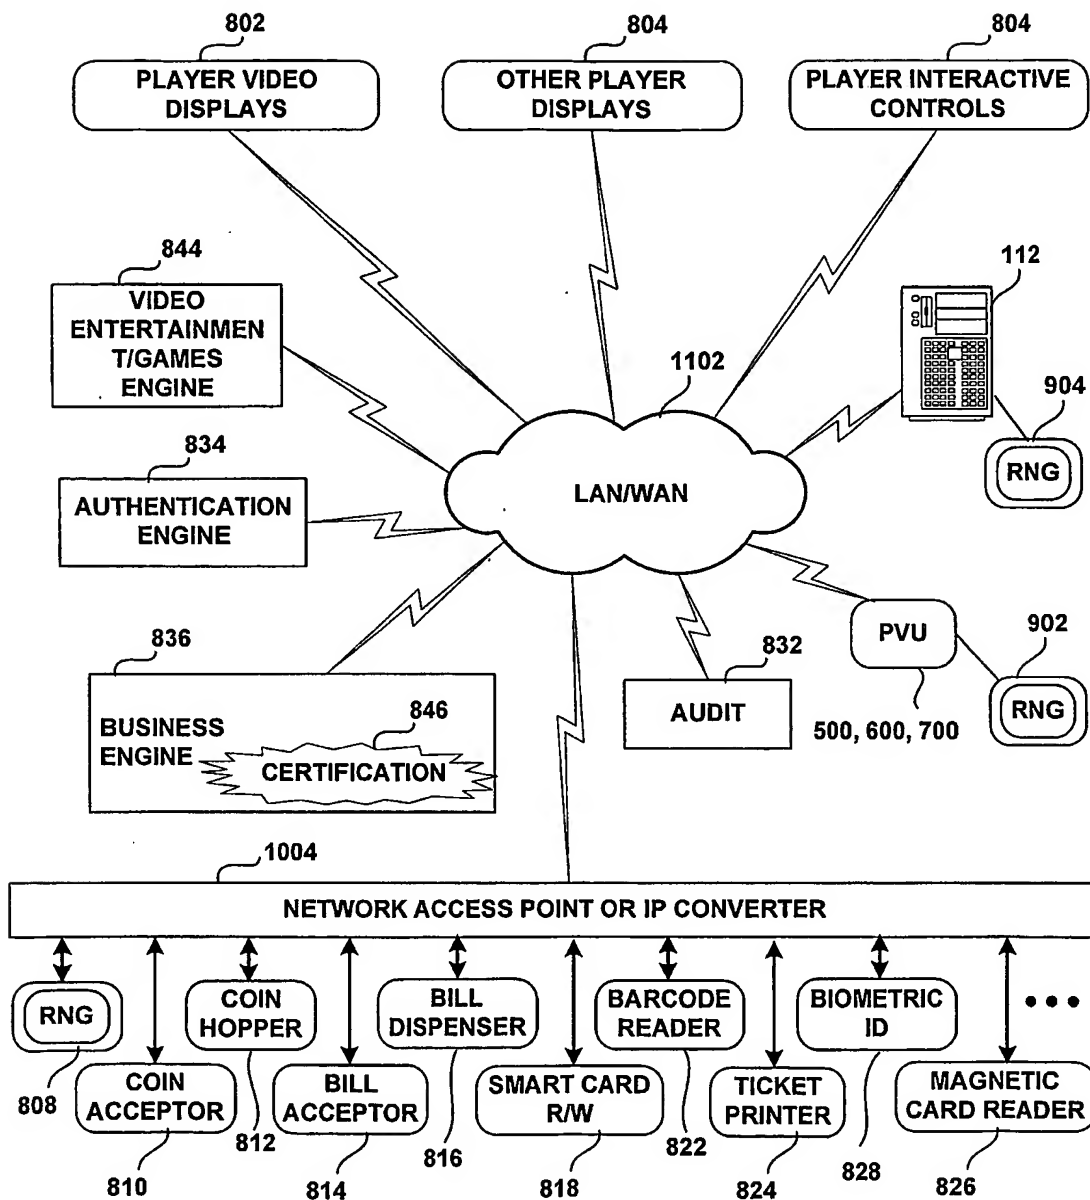 802
804
804
PLAYER VIDEO
DISPLAYS
OTHER PLAYER
DISPLAYS
PLAYER INTERACTIVE
CONTROLS
844
VIDEO
ENTERTAINMEN
T/GAMES
ENGINE
112
1102
904
RNG
834
AUTHENTICATION
ENGINE
LAN/WAN
836
BUSINESS
ENGINE
846
CERTIFICATION
832
AUDIT
PVU
500, 600, 700
902
RNG
1004
NETWORK ACCESS POINT OR IP CONVERTER
RNG
808
COIN
ACCEPTOR
810
COIN
HOPPER
812
BILL
ACCEPTOR
814
BILL
DISPENSER
816
SMART CARD
R/W
818
BARCODE
READER
822
TICKET
PRINTER
824
BIOMETRIC
ID
828
MAGNETIC
CARD READER
826